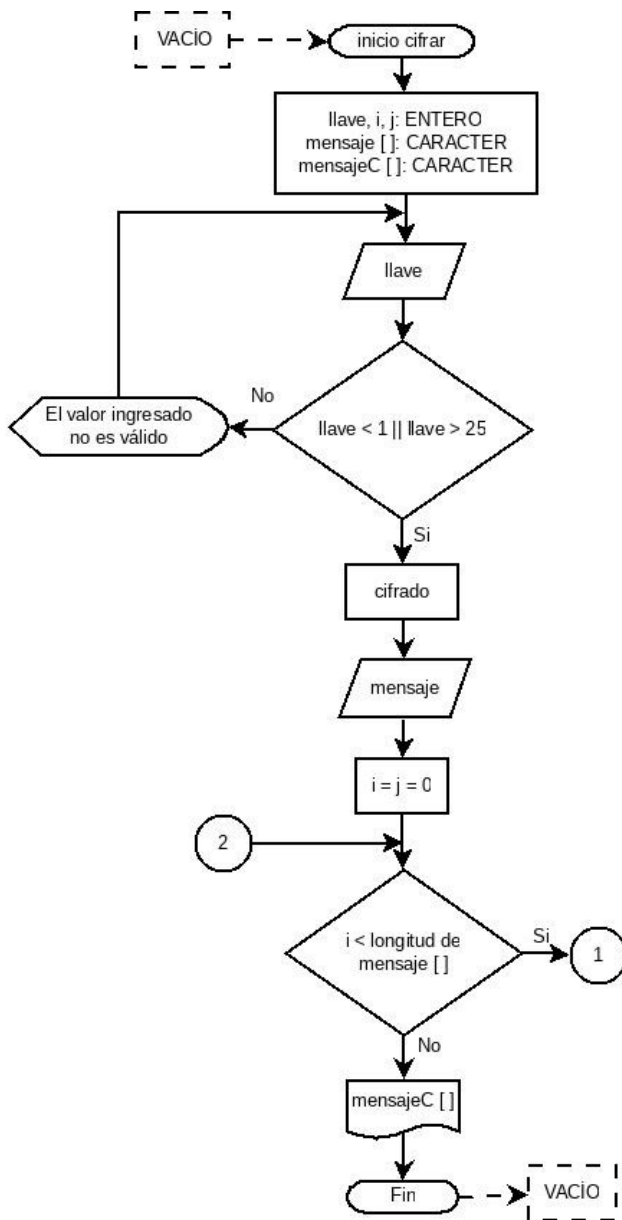 VACÍO
inicio cifrar
llave, i, j: ENTERO
mensaje [ ]: CARACTER
mensajeC [ ]: CARACTER
llave
No
El valor ingresado
no es válido
llave < 1 || llave > 25
Si
cifrado
mensaje
i = j = 0
2
i < longitud de
mensaje [ ]
Si
1
No
mensajeC [ ]
Fin
VACÍO